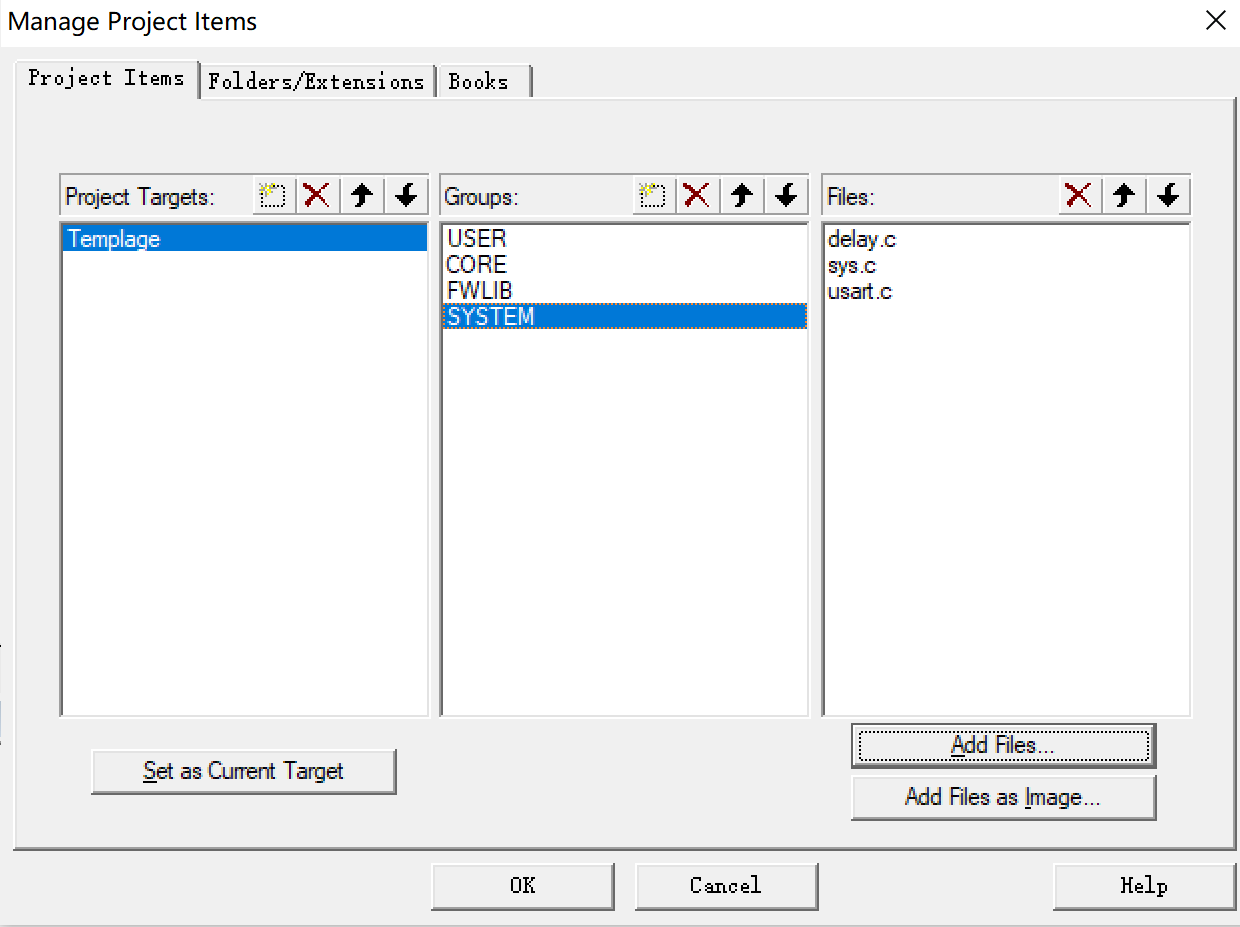 Manage Project Items
Project Items
Folders/Extensions
Books
Project Targets:
Groups:
Files:
Templage
USER
CORE
FWLIB
SYSTEM
delay.c
sys.c
usart.c
Set as Current Target
Add Files...
Add Files as Image...
OK
Cancel
Help